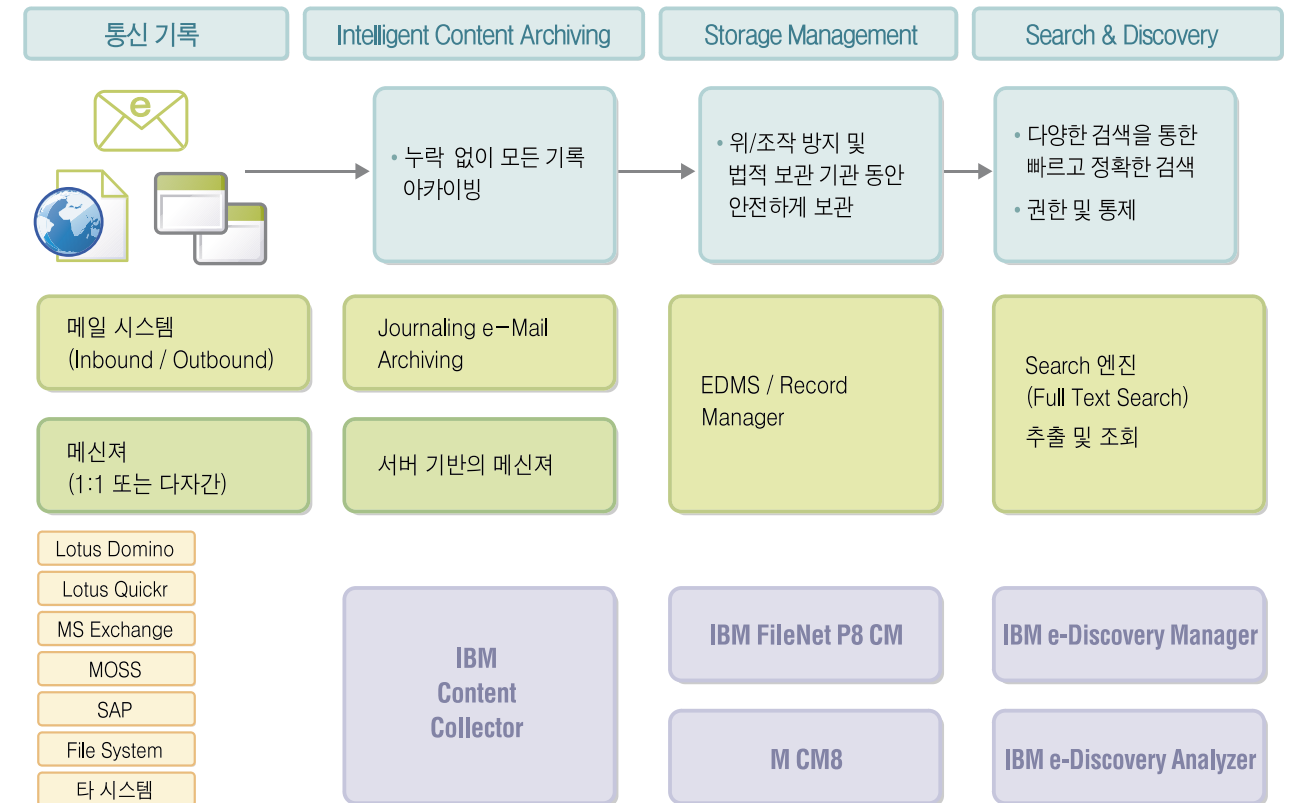 통신 기록
Intelligent Content Archiving
Storage Management
Search & Discovery
e
• 누락 없이 모든 기록
아카이빙
• 위/조작 방지 및
법적 보관 기관 동안
안전하게 보관
• 다양한 검색을 통한
빠르고 정확한 검색
• 권한 및 통제
메일 시스템
(Inbound / Outbound)
Journaling e-Mail
Archiving
EDMS / Record
Manager
Search 엔진
(Full Text Search)
추출 및 조회
메신져
(1:1 또는 다자간)
서버 기반의 메신져
Lotus Domino
Lotus Quickr
MS Exchange
MOSS
SAP
File System
타 시스템
IBM
Content
Collector
IBM FileNet P8 CM
M CM8
IBM e-Discovery Manager
IBM e-Discovery Analyzer